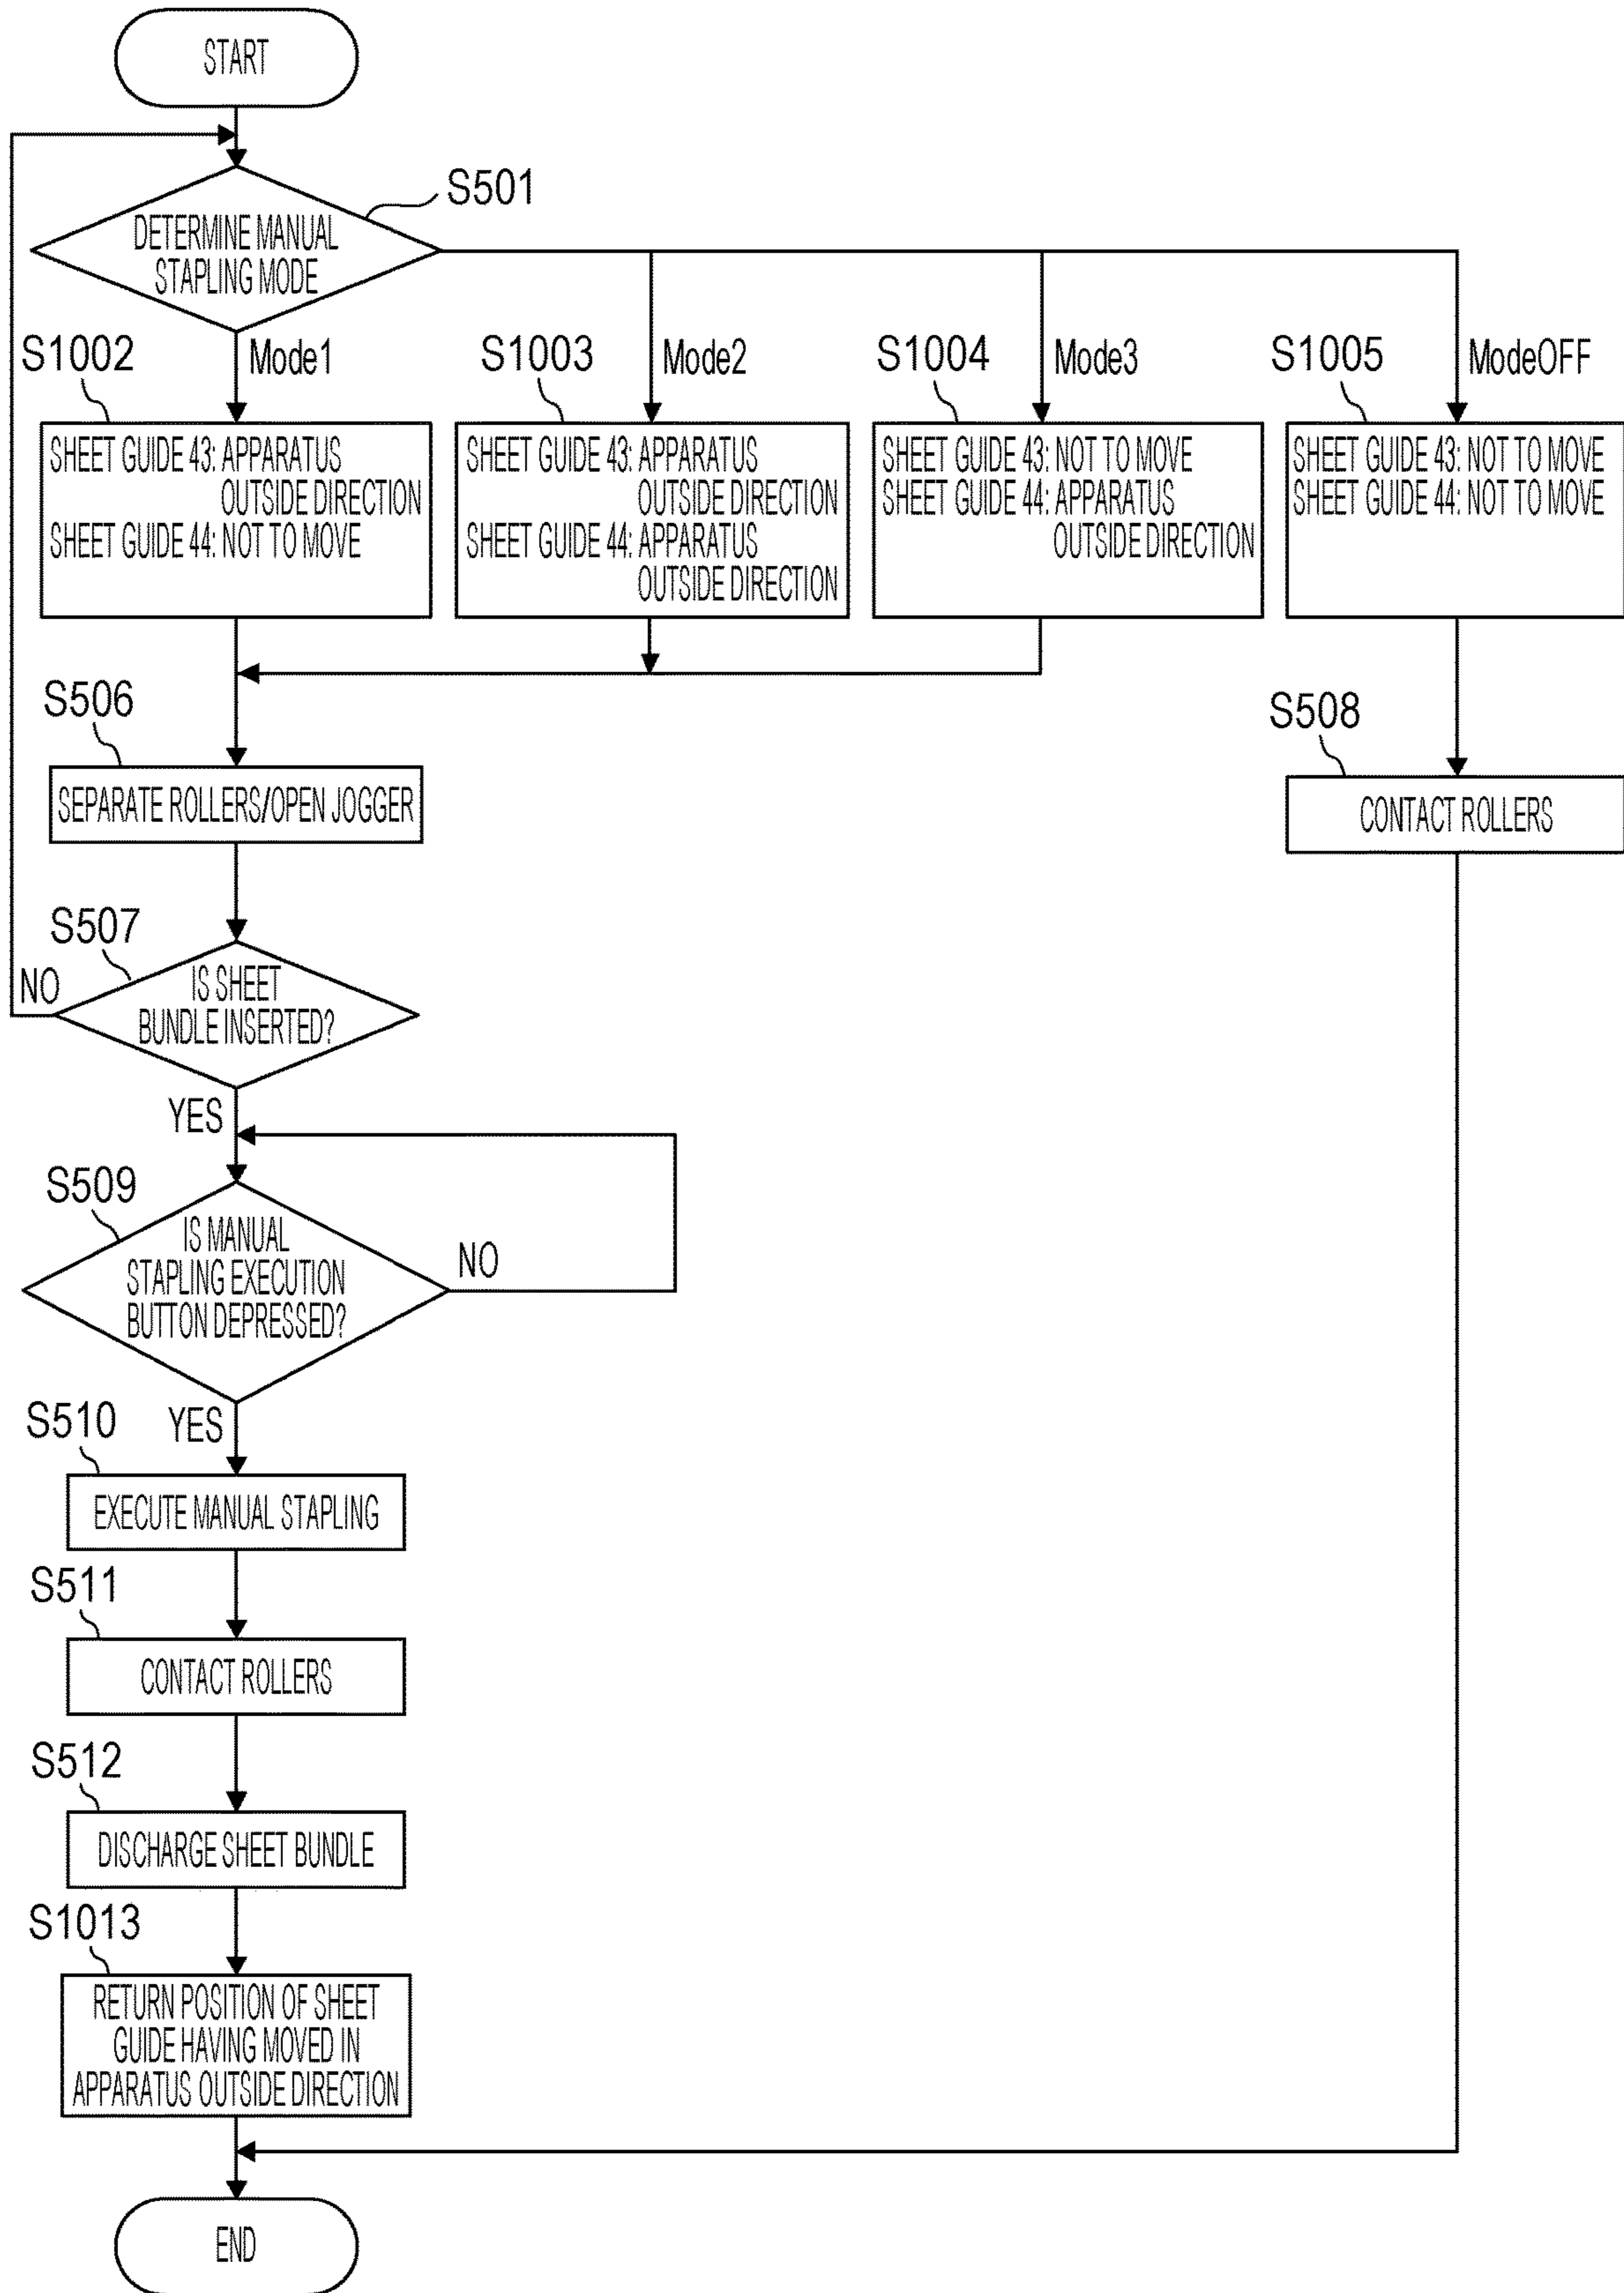 START
S501
DETERMINE MANUAL
STAPLING MODE
S1002
Mode1
S1003
Mode2
S1004
Mode3
S1005
ModeOFF
SHEET GUIDE 43: APPARATUS
OUTSIDE DIRECTION
SHEET GUIDE 44: NOT TO MOVE
SHEET GUIDE 43: APPARATUS
OUTSIDE DIRECTION
SHEET GUIDE 44: APPARATUS
OUTSIDE DIRECTION
SHEET GUIDE 43: NOT TO MOVE
SHEET GUIDE 44: APPARATUS
OUTSIDE DIRECTION
SHEET GUIDE 43: NOT TO MOVE
SHEET GUIDE 44: NOT TO MOVE
S506
SEPARATE ROLLERS/OPEN JOGGER
S508
CONTACT ROLLERS
S507
NO
IS SHEET
BUNDLE INSERTED?
YES
S509
IS MANUAL
STAPLING EXECUTION
BUTTON DEPRESSED?
NO
YES
S510
EXECUTE MANUAL STAPLING
S511
CONTACT ROLLERS
S512
DISCHARGE SHEET BUNDLE
S1013
RETURN POSITION OF SHEET
GUIDE HAVING MOVED IN
APPARATUS OUTSIDE DIRECTION
END